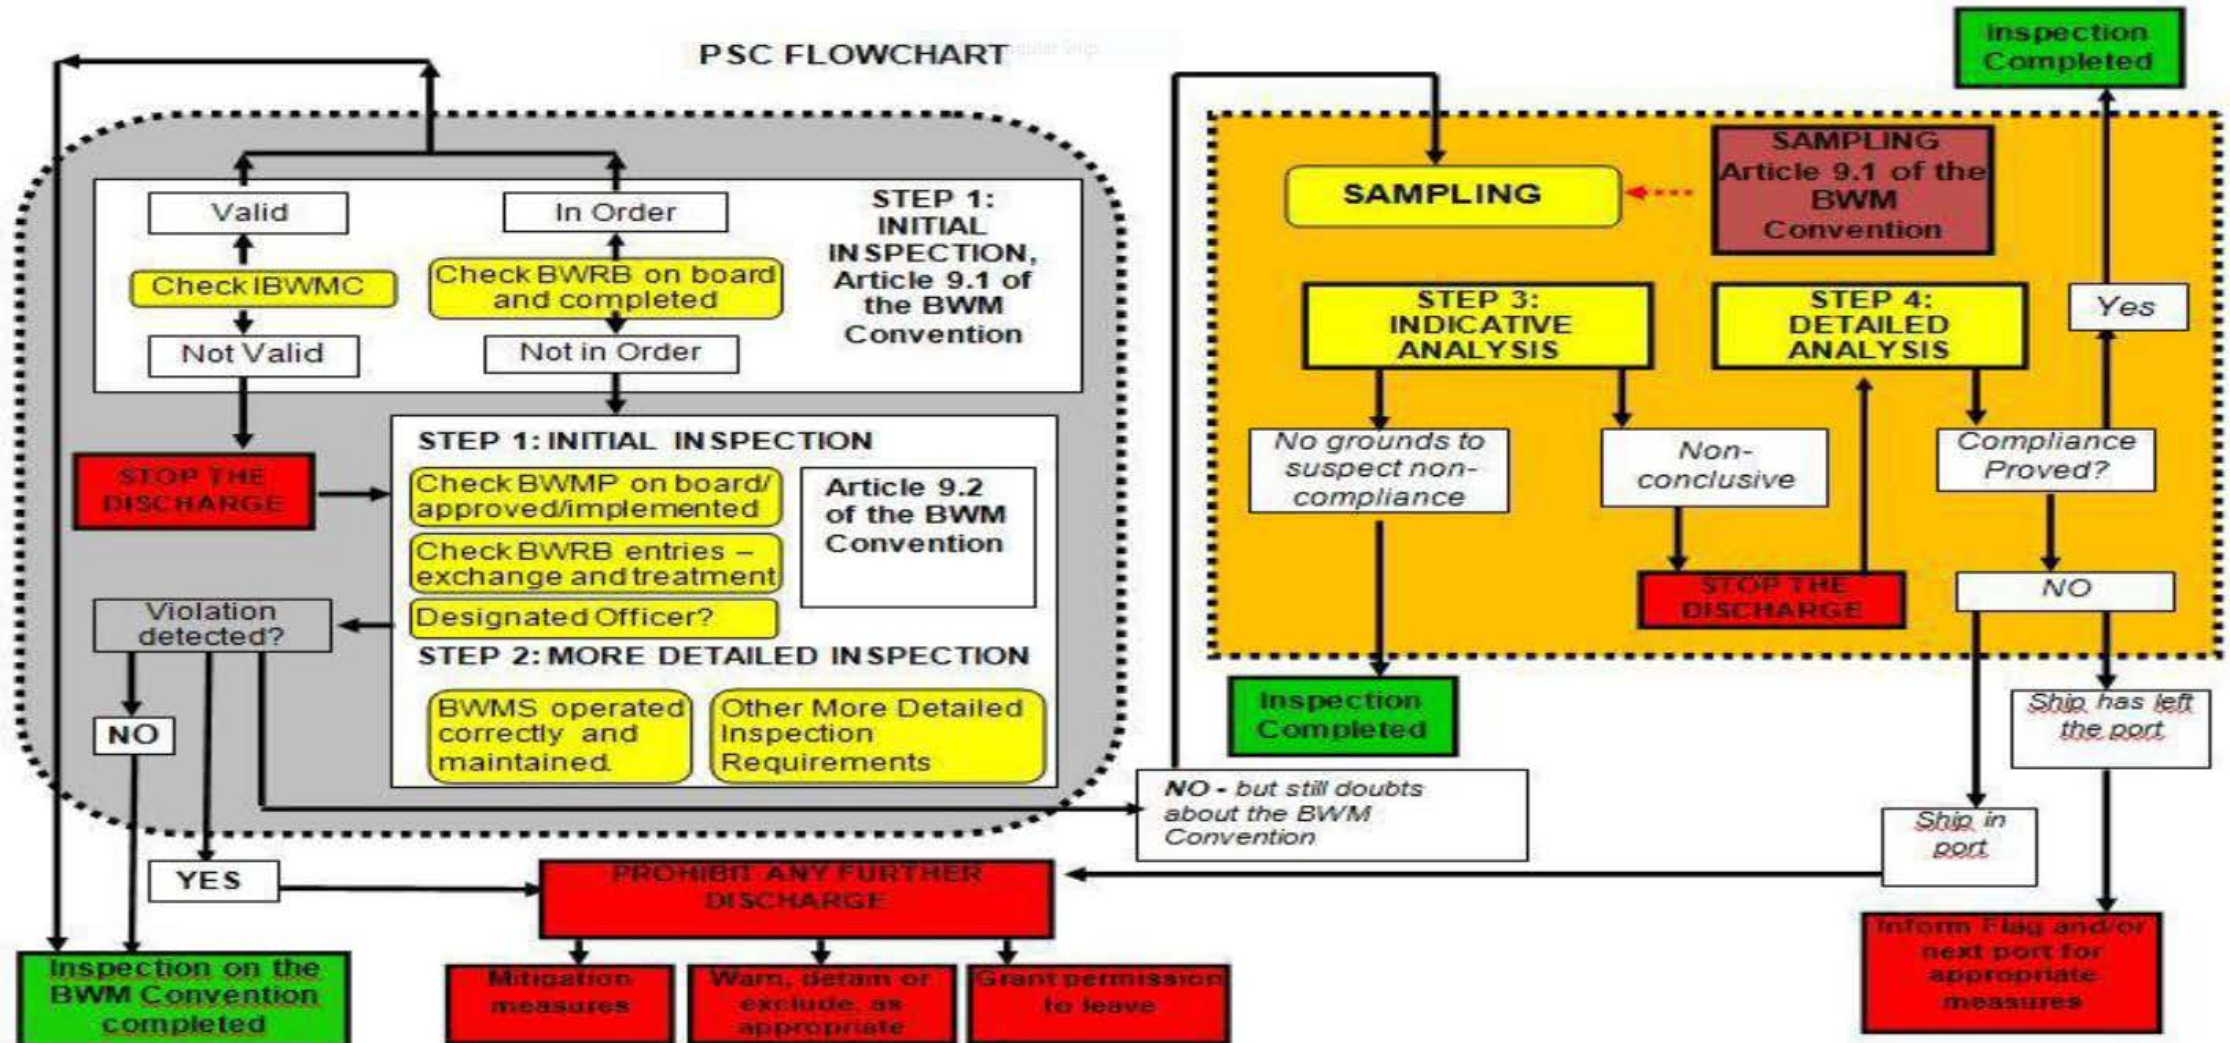 PSC FLOWCHART
Valid
In Order
STEP 1:
INITIAL
INSPECTION,
Article 9.1 of
the BWM
Convention
Check IBWMC
Check BWRB on board
and completed
Not Valid
Not in Order
STOP THE
DISCHARGE
STEP 1: INITIAL INSPECTION
Check BWMP on board/
approved/implemented
Check BWRB entries –
exchange and treatment
Designated Officer?
Article 9.2
of the BWM
Convention
STEP 2: MORE DETAILED INSPECTION
BWMS operated
correctly and
maintained.
Other More Detailed
Inspection
Requirements
Violation
detected?
NO
YES
Inspection on the
BWM Convention
completed
PROHIBIT ANY FURTHER
DISCHARGE
Mitigation
measures
Warn, detain or
exclude, as
appropriate
Grant permission
to leave
NO - but still doubts
about the BWM
Convention
SAMPLING
SAMPLING
Article 9.1 of the
BWM
Convention
STEP 3:
INDICATIVE
ANALYSIS
STEP 4:
DETAILED
ANALYSIS
No grounds to
suspect non-
compliance
Non-
conclusive
STOP THE
DISCHARGE
Compliance
Proved?
Yes
Inspection
Completed
NO
Inspection
Completed
Ship has left
the port
Ship in
port
Inform Flag and/or
next port for
appropriate
measures